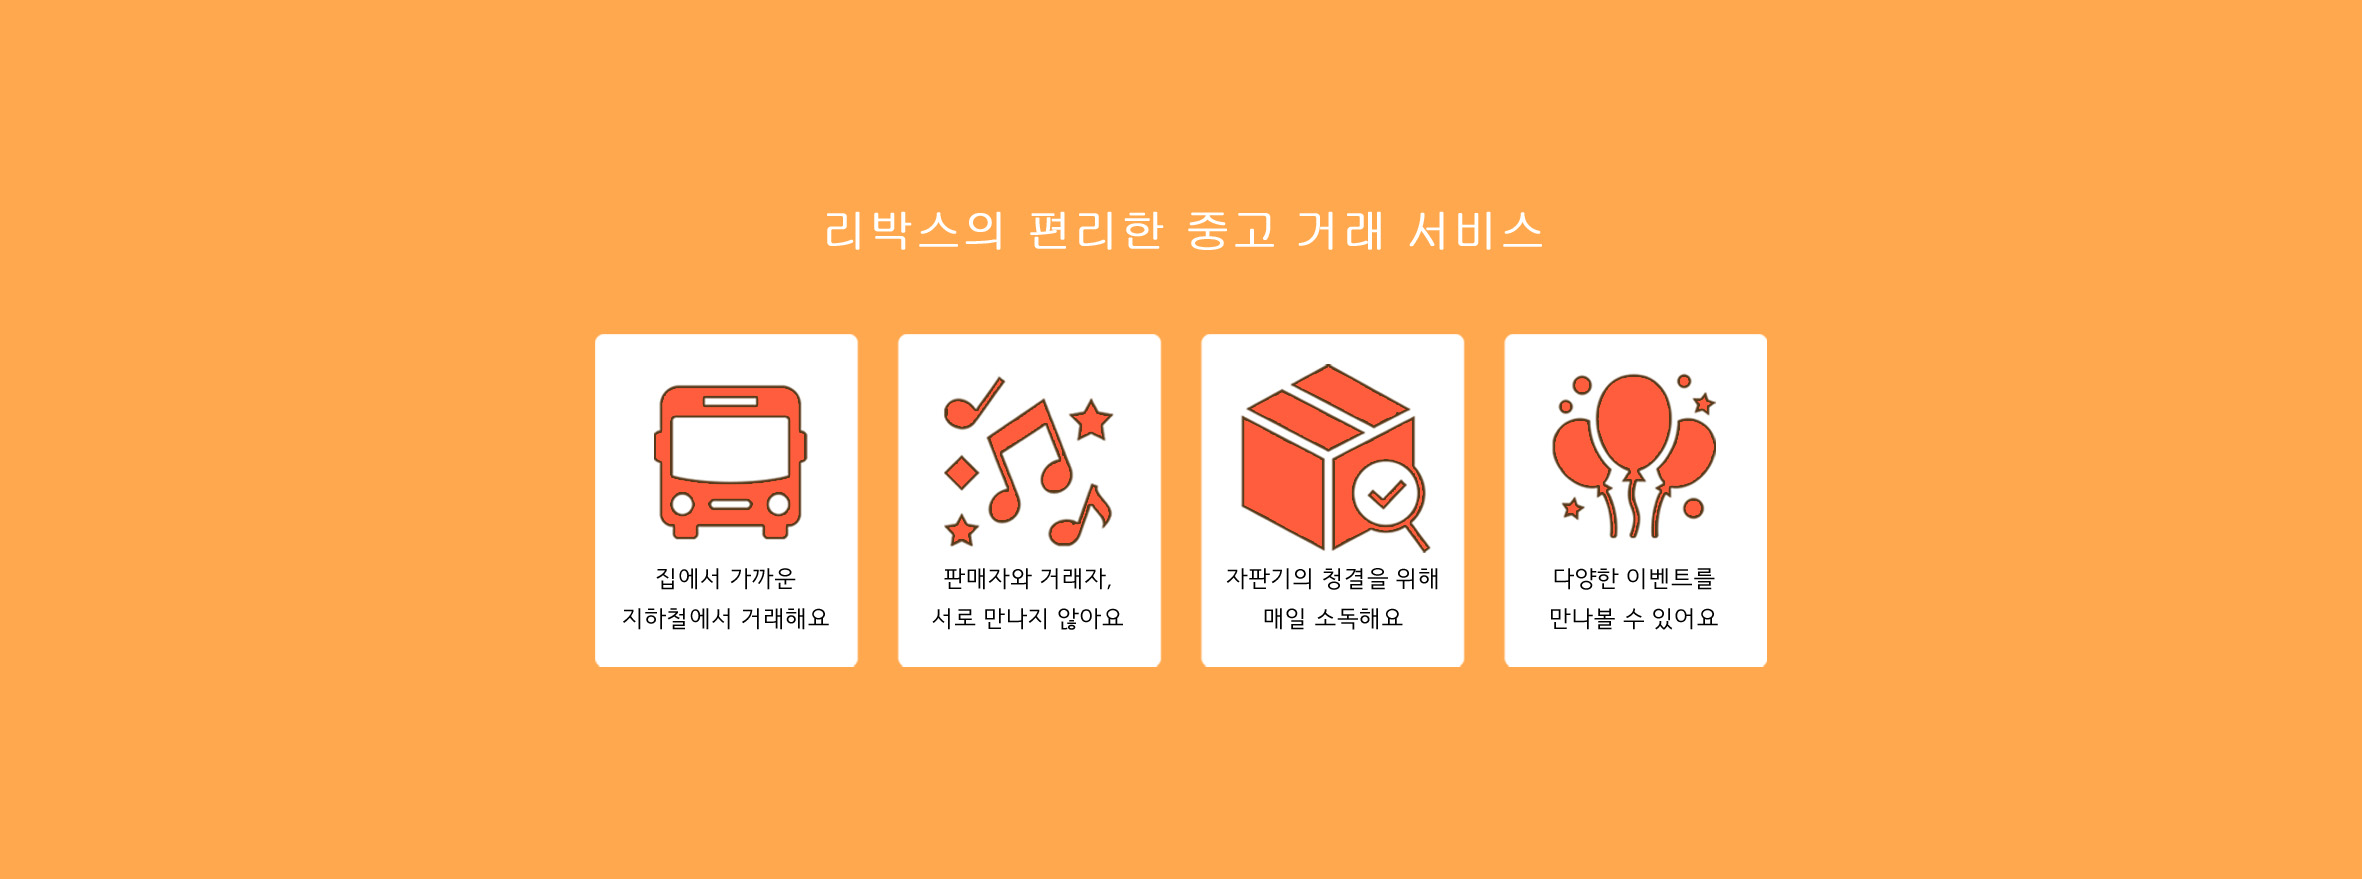 리박스의 편리한 중고 거래 서비스
집에서 가까운
지하철에서 거래해요
판매자와 거래자,
서로 만나지 않아요
자판기의 청결을 위해
매일 소독해요
다양한 이벤트를
만나볼 수 있어요